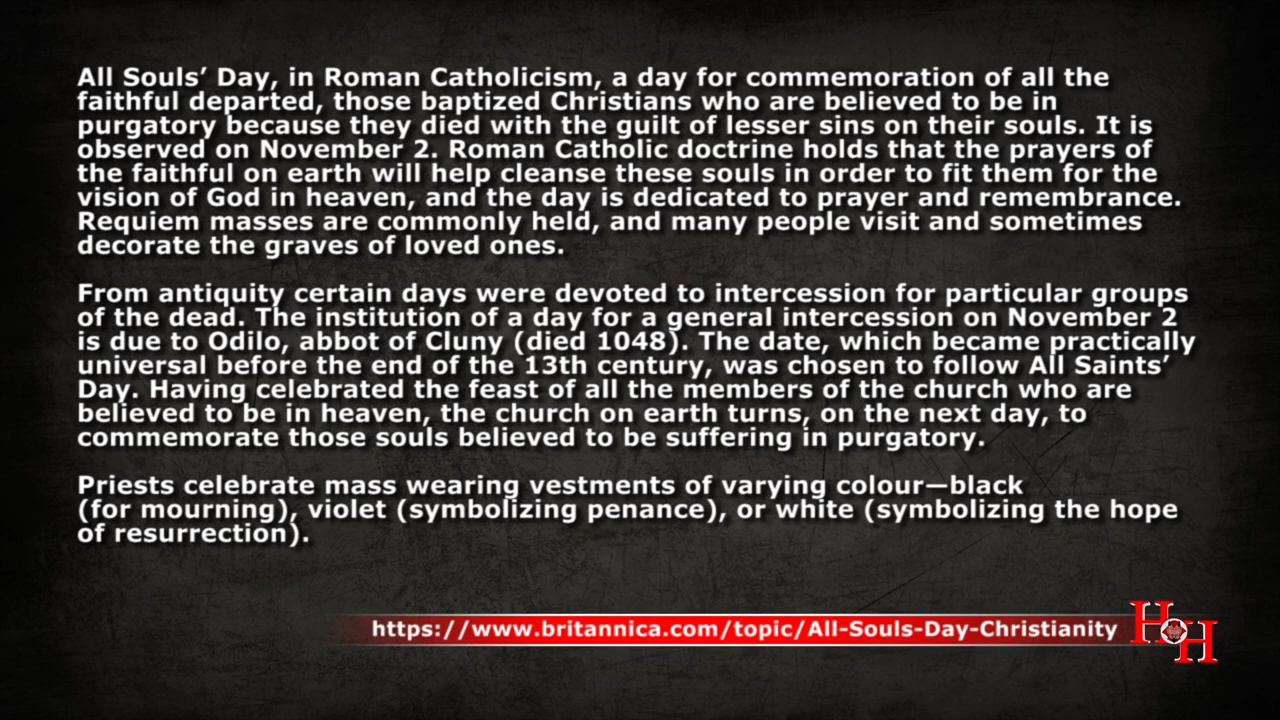 All Souls’ Day, in Roman Catholicism, a day for commemoration of all the
faithful departed, those baptized Christians who are believed to be in
purgatory because they died with the guilt of lesser sins on their souls. It is
observed on November 2. Roman Catholic doctrine holds that the prayers of
the faithful on earth will help cleanse these souls in order to fit them for the
vision of God in heaven, and the day is dedicated to prayer and remembrance.
Requiem masses are commonly held, and many people visit and sometimes
decorate the graves of loved ones.
From antiquity certain days were devoted to intercession for particular groups
of the dead. The institution of a day for a general intercession on November 2
is due to Odilo, abbot of Cluny (died 1048). The date, which became practically
universal before the end of the 13th century, was chosen to follow All Saints’
Day. Having celebrated the feast of all the members of the church who are
believed to be in heaven, the church on earth turns, on the next day, to
commemorate those souls believed to be suffering in purgatory.
Priests celebrate mass wearing vestments of varying colour—black
(for mourning), violet (symbolizing penance), or white (symbolizing the hope
of resurrection).
https://www.britannica.com/topic/All-Souls-Day-Christianity
HH